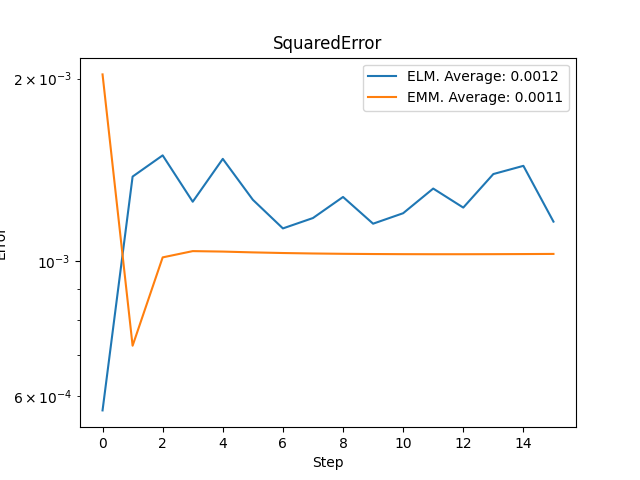 SquaredError
ELM. Average: 0.0012
EMM. Average: 0.0011
2 × 10⁻³
10⁻³
6 × 10⁻⁴
Error
0 2 4 6 8 10 12 14
Step